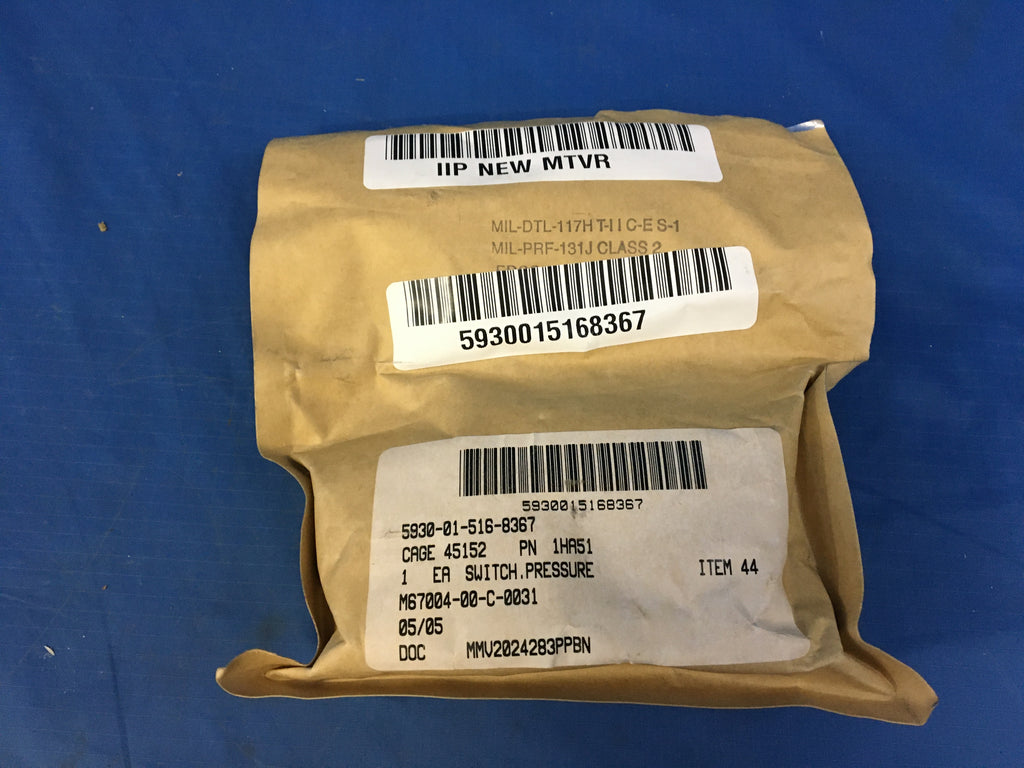 IIP NEW MTVR
MIL-DTL-117H T-II C-E S-1
MIL-PRF-131J CLASS 2
5930015168367
5930015168367
5930-01-516-8367
CAGE 45152 PN 1HA51
1 EA SWITCH.PRESSURE ITEM 44
M67004-00-C-0031
05/05
DOC MMV2024283PPBN